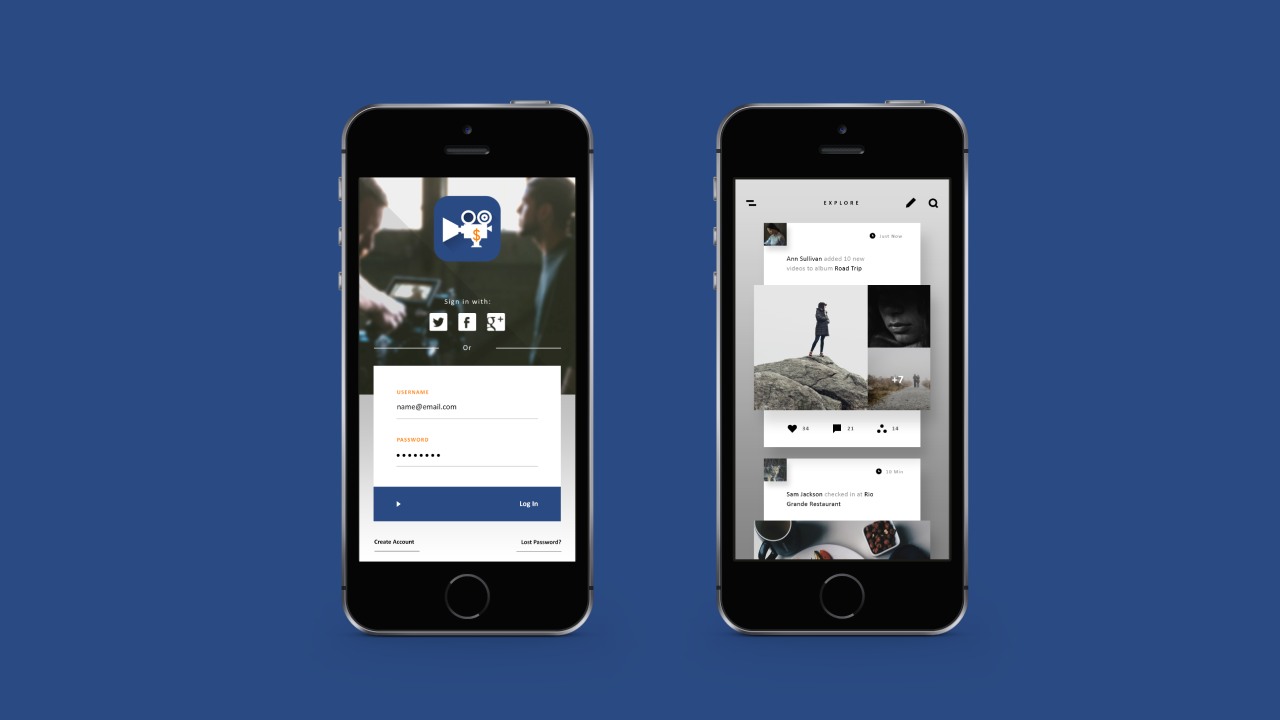 $
Sign in with:
f
g+
Or
USERNAME
name@email.com
PASSWORD
Log In
Create Account
Lost Password?
EXPLORE
Just Now
Ann Sullivan added 10 new
videos to album Road Trip
+7
34
21
14
10 Min
Sam Jackson checked in at Rio
Grande Restaurant